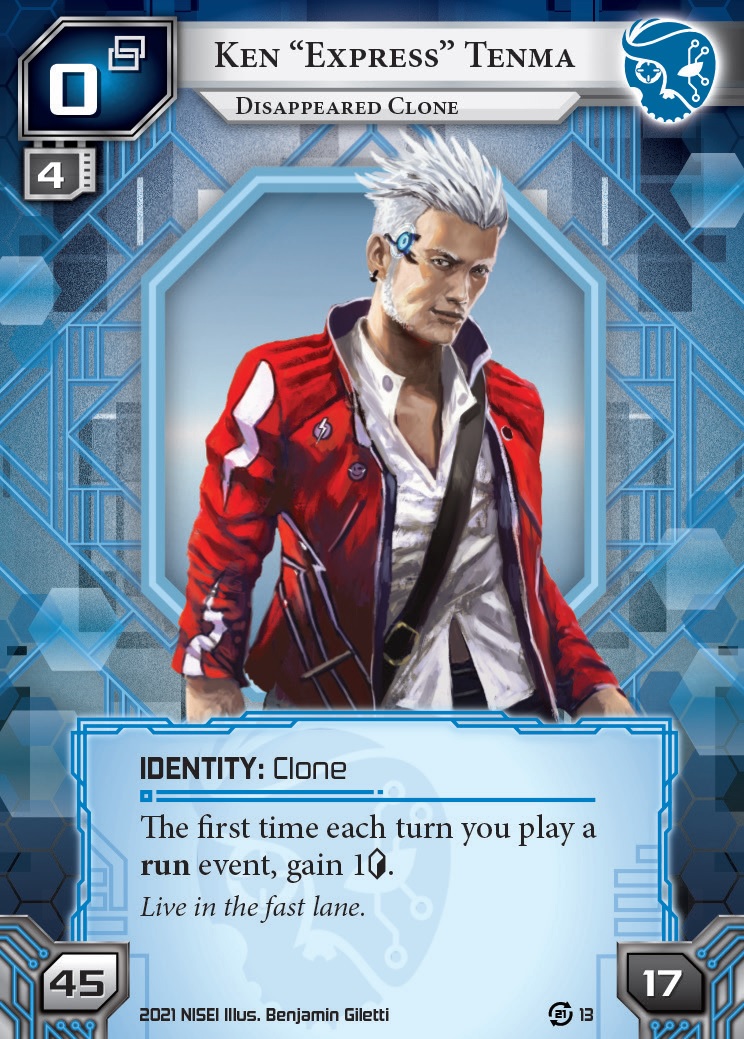 0
KEN “EXPRESS” TENMA
DISAPPEARED CLONE
4
IDENTITY: Clone
The first time each turn you play a
run event, gain 1.
Live in the fast lane.
45
17
2021 NISEI Illus. Benjamin Giletti
21 13